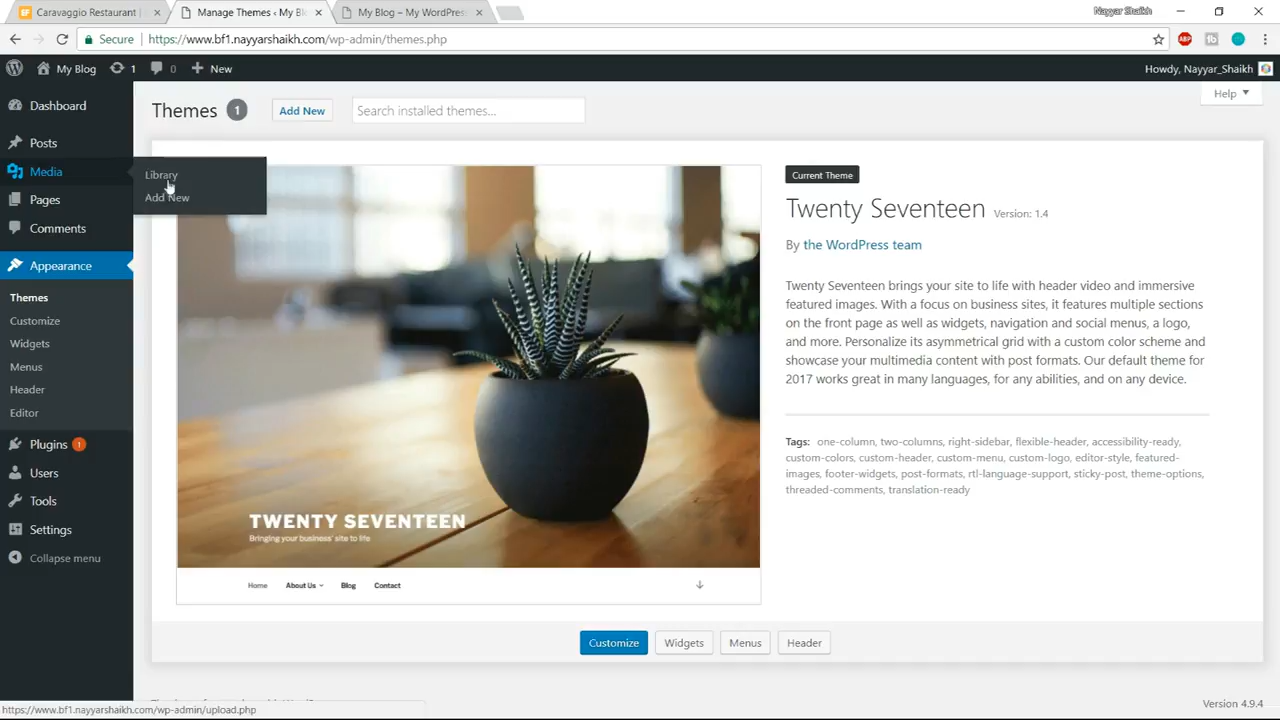 Caravaggio Restaurant |
Manage Themes ‹ My Bl
My Blog – My WordPress
Nayyar Shaikh
Secure
https://www.bf1.nayyarshaikh.com/wp-admin/themes.php
ABP
My Blog
1
0
New
Howdy, Nayyar_Shaikh
Dashboard
Posts
Media
Library
Add New
Pages
Comments
Appearance
Themes
Customize
Widgets
Menus
Header
Editor
Plugins 1
Users
Tools
Settings
Collapse menu
Themes 1
Add New
Search installed themes...
Help
TWENTY SEVENTEEN
Bringing your business' site to life
Home
About Us
Blog
Contact
Current Theme
Twenty Seventeen Version: 1.4
By the WordPress team
Twenty Seventeen brings your site to life with header video and immersive
featured images. With a focus on business sites, it features multiple sections
on the front page as well as widgets, navigation and social menus, a logo,
and more. Personalize its asymmetrical grid with a custom color scheme and
showcase your multimedia content with post formats. Our default theme for
2017 works great in many languages, for any abilities, and on any device.
Tags: one-column, two-columns, right-sidebar, flexible-header, accessibility-ready,
custom-colors, custom-header, custom-menu, custom-logo, editor-style, featured-
images, footer-widgets, post-formats, rtl-language-support, sticky-post, theme-options,
threaded-comments, translation-ready
Customize
Widgets
Menus
Header
https://www.bf1.nayyarshaikh.com/wp-admin/upload.php
Version 4.9.4